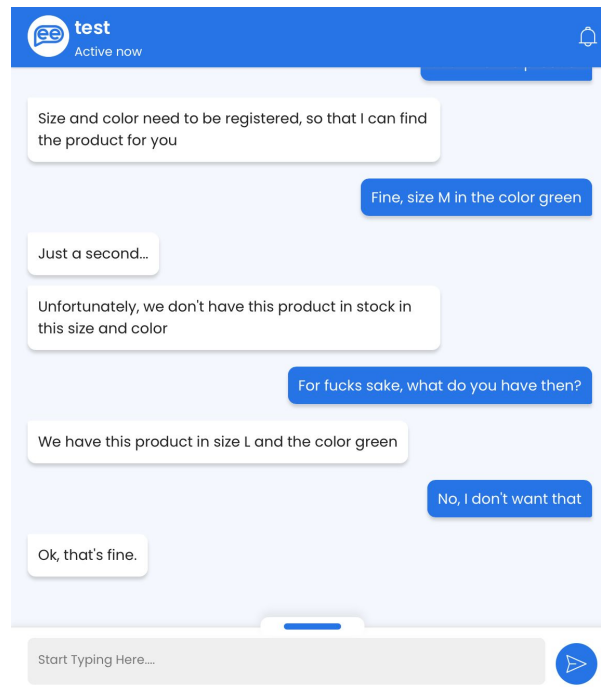 ee
test
Active now
Size and color need to be registered, so that I can find
the product for you
Fine, size M in the color green
Just a second...
Unfortunately, we don't have this product in stock in
this size and color
For fucks sake, what do you have then?
We have this product in size L and the color green
No, I don't want that
Ok, that's fine.
Start Typing Here....